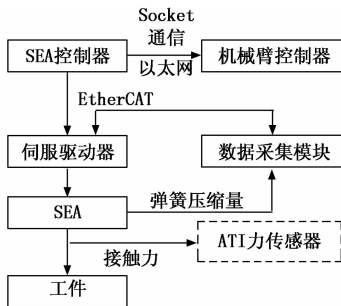 Socket
通信
SEA控制器
机械臂控制器
以太网
EtherCAT
伺服驱动器
数据采集模块
弹簧压缩量
SEA
ATI力传感器
接触力
工件